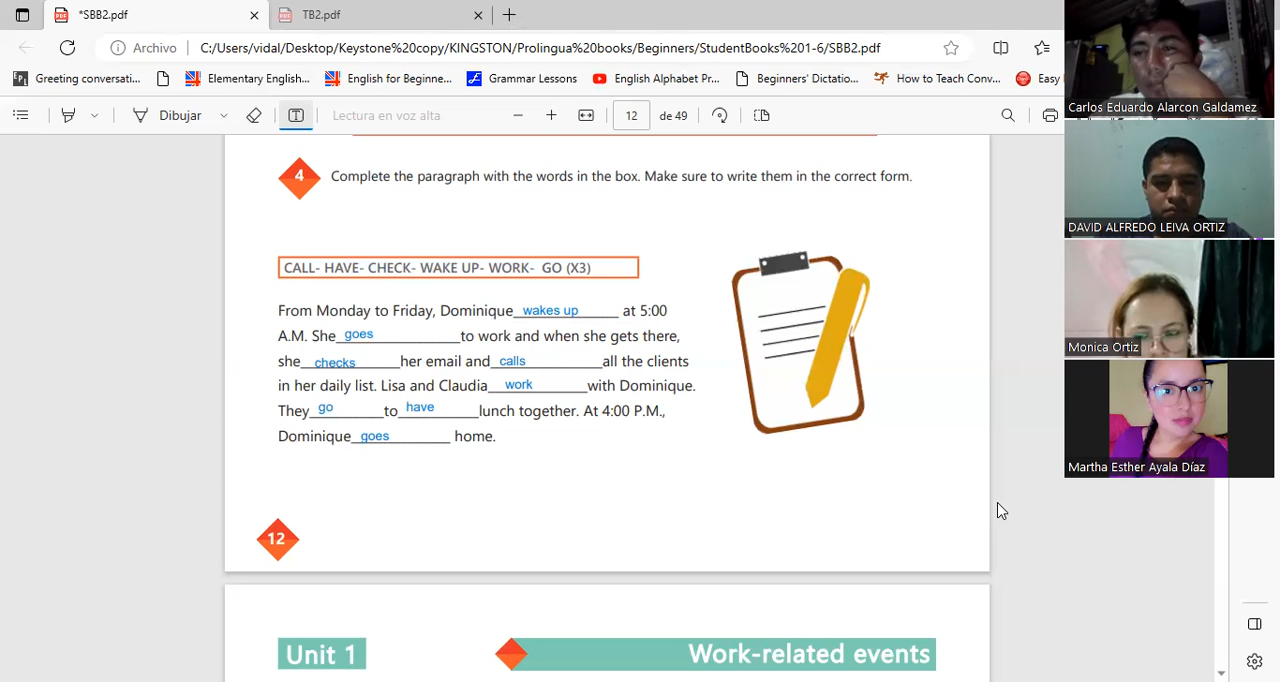 *SBB2.pdf
TB2.pdf
Archivo
C:/Users/vidal/Desktop/Keystone%20copy/KINGSTON/Prolingua%20books/Beginners/StudentBooks%201-6/SBB2.pdf
Greeting conversati...
Elementary English...
English for Beginne...
Grammar Lessons
English Alphabet Pr...
Beginners' Dictatio...
How to Teach Conv...
Easy
Dibujar
Lectura en voz alta
12
de 49
4
Complete the paragraph with the words in the box. Make sure to write them in the correct form.
CALL- HAVE- CHECK- WAKE UP- WORK- GO (X3)
From Monday to Friday, Dominique wakes up at 5:00
A.M. She goes to work and when she gets there,
she checks her email and calls all the clients
in her daily list. Lisa and Claudia work with Dominique.
They go to have lunch together. At 4:00 P.M.,
Dominique goes home.
12
Unit 1
Work-related events
Carlos Eduardo Alarcon Galdamez
DAVID ALFREDO LEIVA ORTIZ
Monica Ortiz
Martha Esther Ayala Díaz